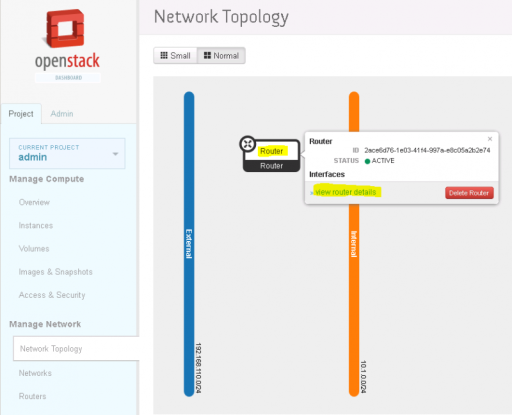 openstack
DASHBOARD
Project
Admin
CURRENT PROJECT
admin
Manage Compute
Overview
Instances
Volumes
Images & Snapshots
Access & Security
Manage Network
Network Topology
Networks
Routers
Network Topology
Small
Normal
External
192.168.110.0/24
Router
Router
Internal
10.1.0.0/24
Router
×
ID 2ace6d76-1e03-41f4-997a-e8c05a2b2e74
STATUS ACTIVE
Interfaces
» view router details
Delete Router